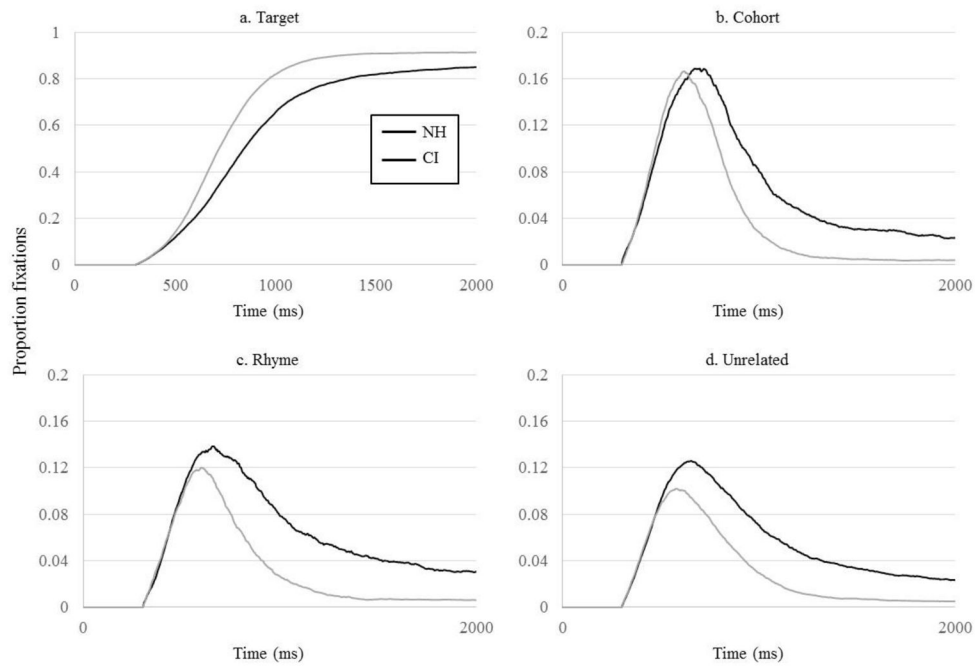 a. Target
1
0.8
0.6
0.4
0.2
0
0 500 1000 1500 2000
Time (ms)
NH
CI
b. Cohort
0.2
0.16
0.12
0.08
0.04
0
0 2000
Time (ms)
Proportion fixations
c. Rhyme
0.2
0.16
0.12
0.08
0.04
0
0 2000
Time (ms)
d. Unrelated
0.2
0.16
0.12
0.08
0.04
0
0 2000
Time (ms)